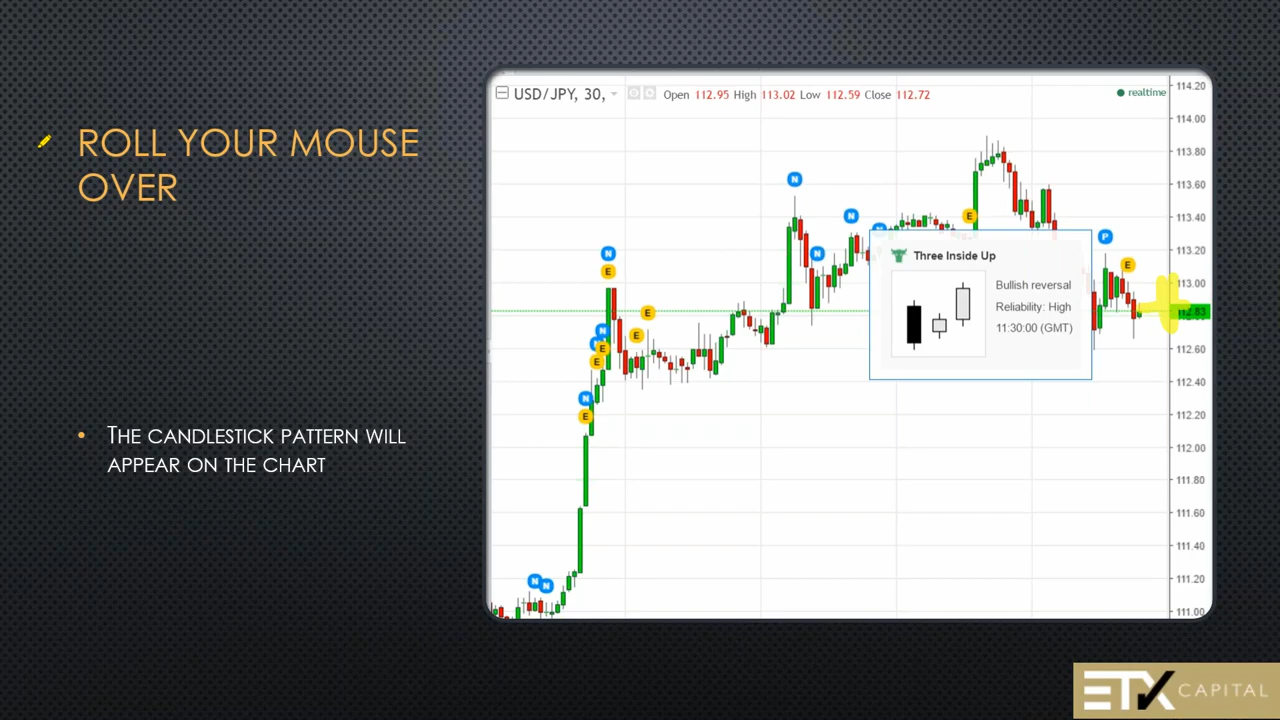 ROLL YOUR MOUSE
OVER
THE CANDLESTICK PATTERN WILL
APPEAR ON THE CHART
USD/JPY, 30,
Open 112.95 High 113.02 Low 112.59 Close 112.72
realtime
114.20
114.00
113.80
113.60
113.40
113.20
113.00
112.60
112.40
112.20
112.00
111.80
111.60
111.40
111.20
111.00
N
N
N
E
N
P
E
N
E
E
E
N
E
E
N
E
N
N
Three Inside Up
Bullish reversal
Reliability: High
11:30:00 (GMT)
ETX CAPITAL